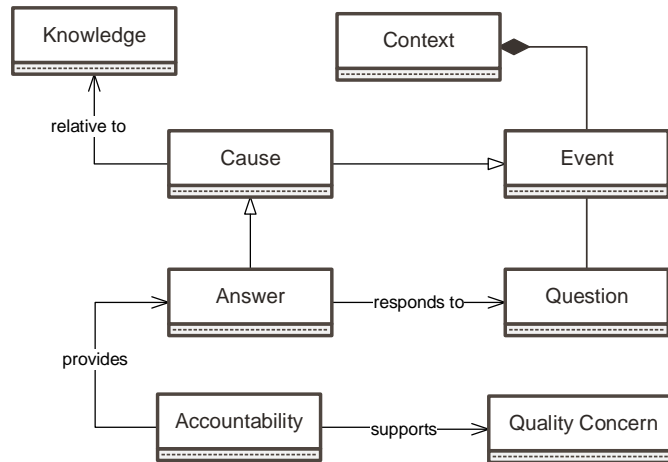 Knowledge
Context
relative to
Cause
Event
Answer
responds to
Question
provides
Accountability
supports
Quality Concern